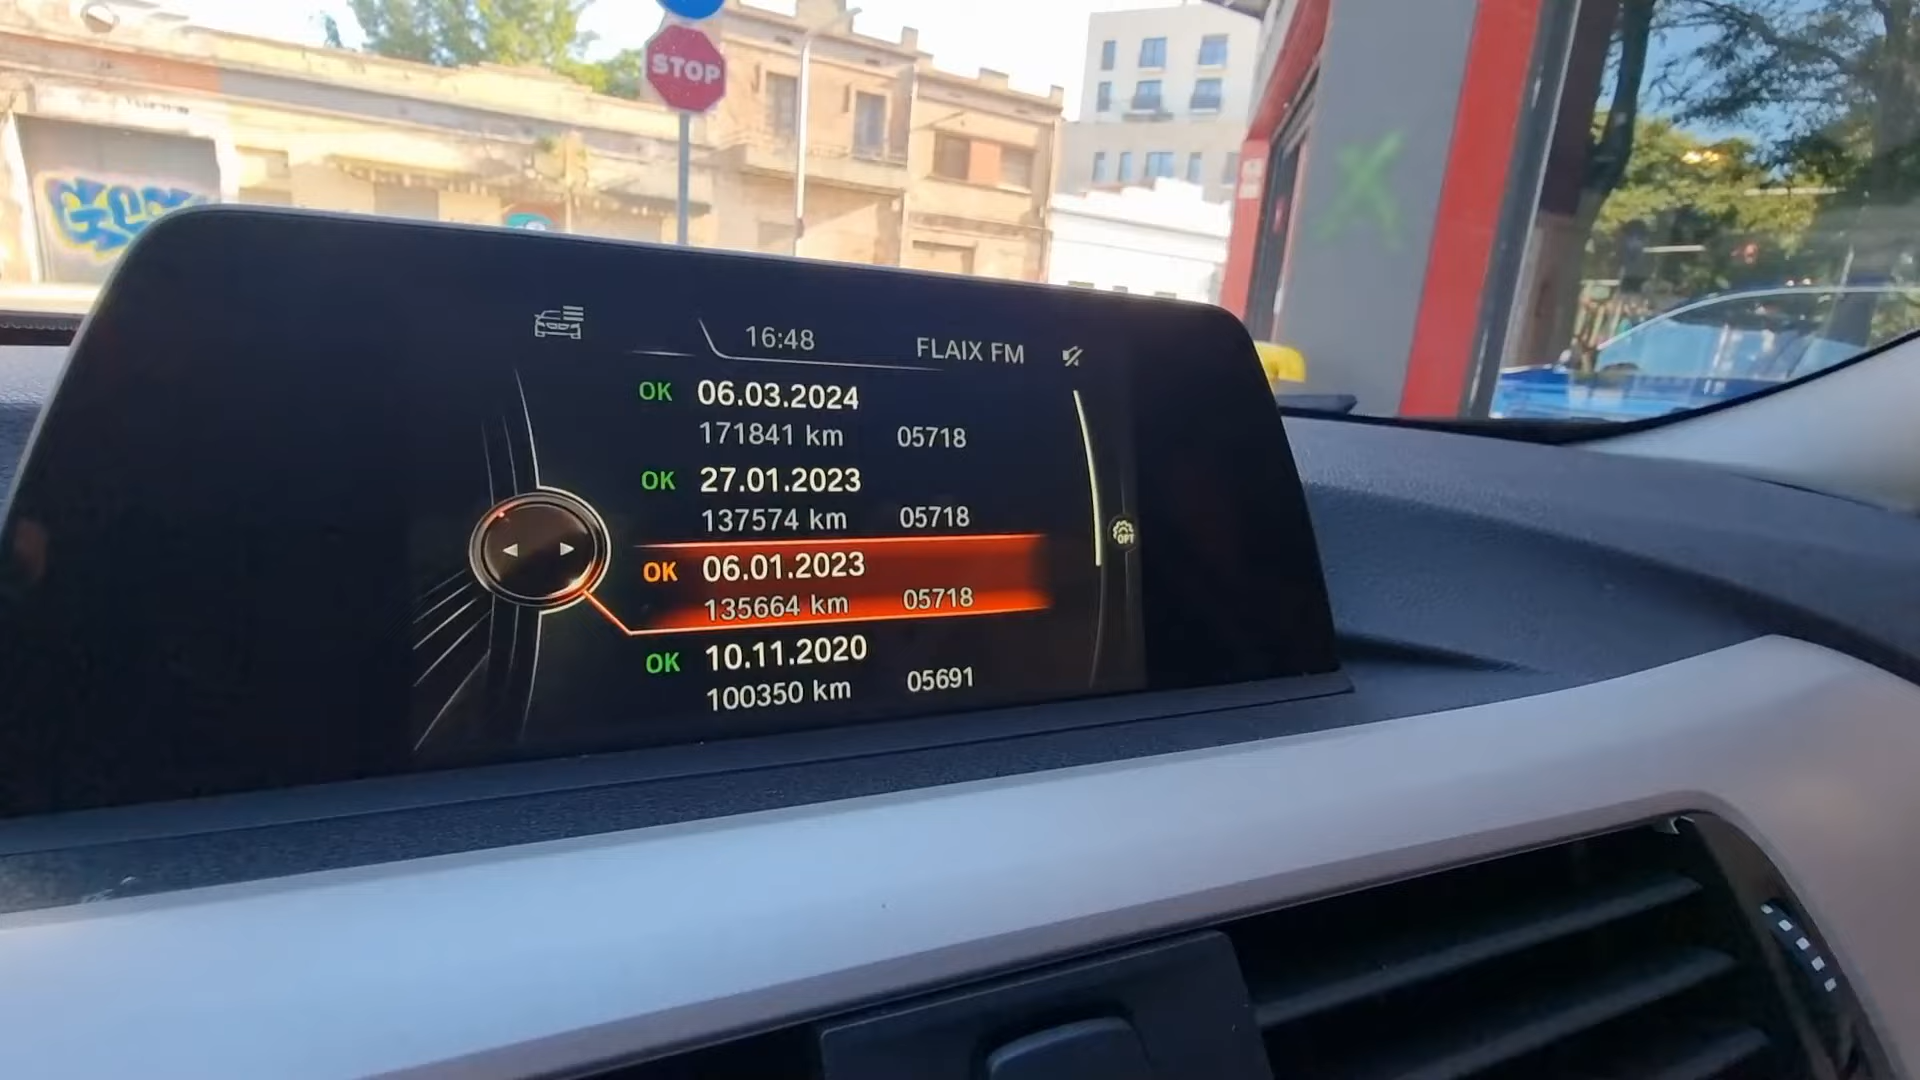 STOP
16:48
FLAIX FM
OK 06.03.2024
171841 km 05718
OK 27.01.2023
137574 km 05718
OK 06.01.2023
135664 km 05718
OK 10.11.2020
100350 km 05691
OPT